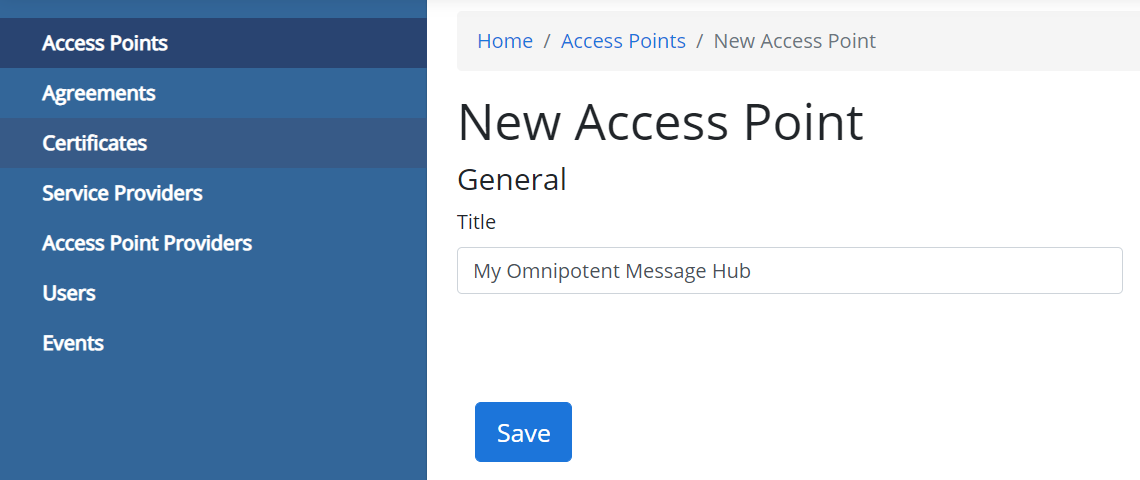 Access Points
Agreements
Certificates
Service Providers
Access Point Providers
Users
Events
Home / Access Points / New Access Point
New Access Point
General
Title
My Omnipotent Message Hub
Save